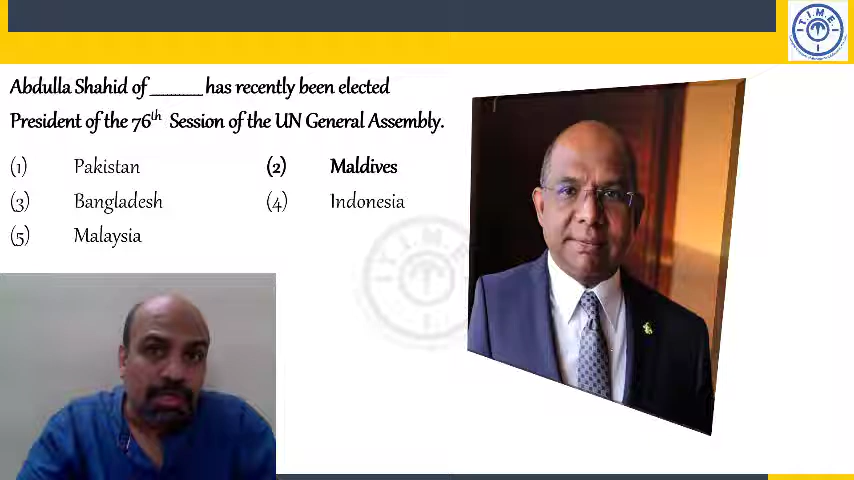 T.I.M.E.
Abdulla Shahid of ________ has recently been elected
President of the 76th Session of the UN General Assembly.
(1) Pakistan (2) Maldives
(3) Bangladesh (4) Indonesia
(5) Malaysia
T.I.M.E.